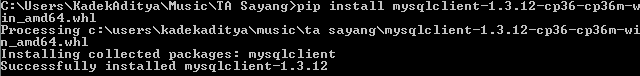 C:\Users\KadekAditya\Music\TA Sayang>pip install mysqlclient-1.3.12-cp36-cp36m-w
in_amd64.whl
Processing c:\users\kadekaditya\music\ta sayang\mysqlclient-1.3.12-cp36-cp36m-wi
n_amd64.whl
Installing collected packages: mysqlclient
Successfully installed mysqlclient-1.3.12